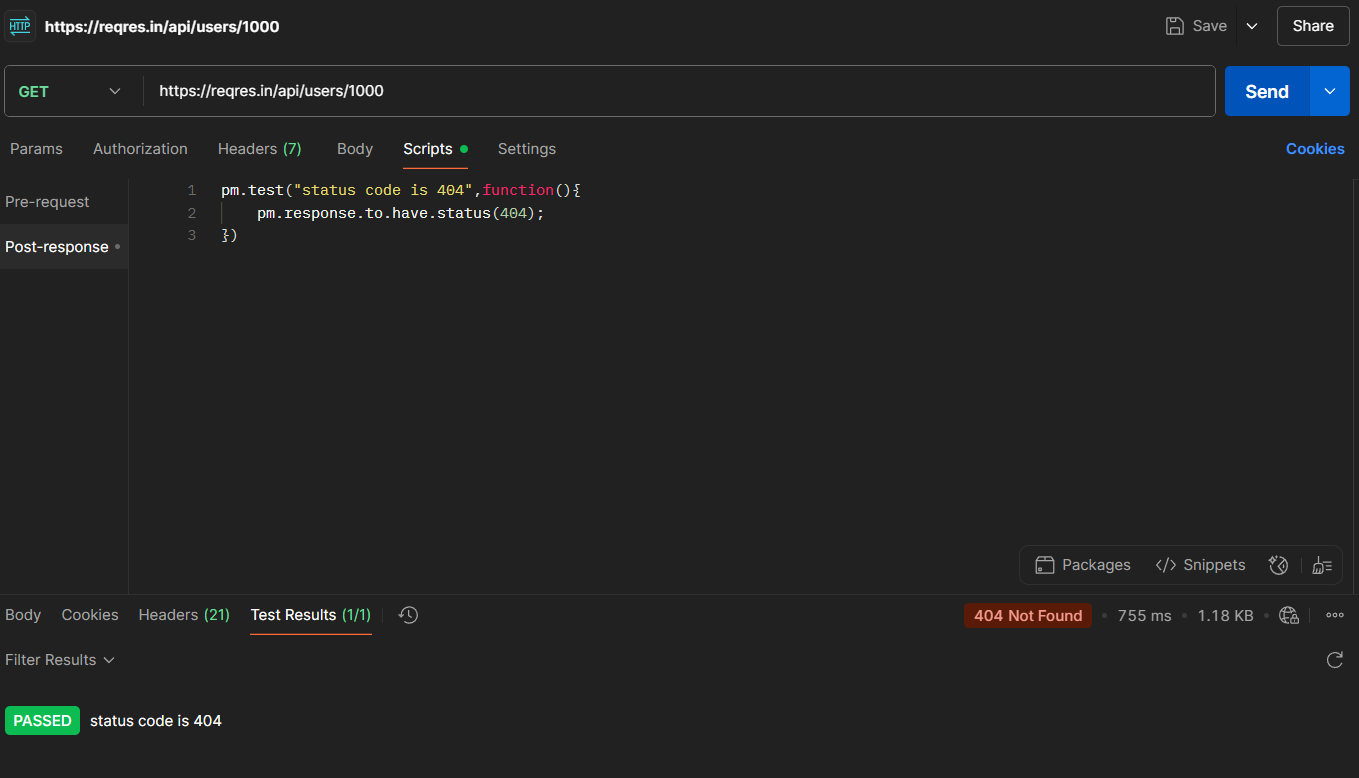 HTTP https://reqres.in/api/users/1000 Save Share
GET https://reqres.in/api/users/1000 Send
Params Authorization Headers (7) Body Scripts Settings Cookies
Pre-request
Post-response
1 pm.test("status code is 404",function(){
2 pm.response.to.have.status(404);
3 })
Packages </> Snippets
Body Cookies Headers (21) Test Results (1/1) 404 Not Found 755 ms 1.18 KB
Filter Results
PASSED status code is 404